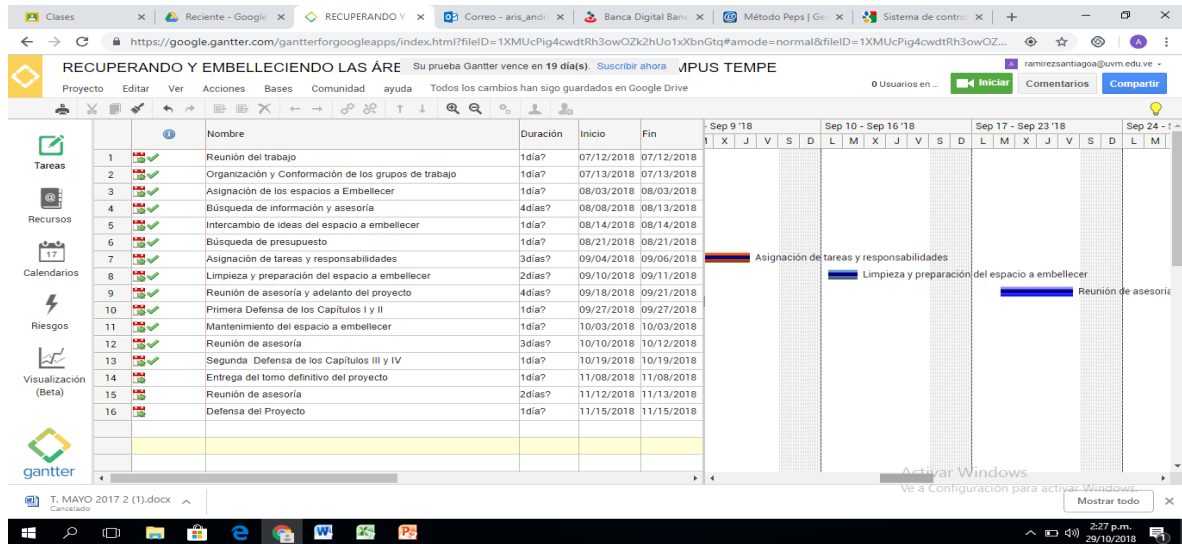 Clases
Reciente - Google
RECUPERANDO Y
Correo - aris_andr
Banca Digital Ban
Método Peps | Ge
Sistema de contro
https://google.gantter.com/gantterforgoogleapps/index.html?fileID=1XMUcPig4cwdtRh3owOZk2hUo1xXbnGtq#amode=normal&fileID=1XMUcPig4cwdtRh3owOZ...
RECUPERANDO Y EMBELLECIENDO LAS ÁRE
Su prueba Gantter vence en 19 día(s). Suscribir ahora
MPUS TEMPE
ramirezsantiagoa@uvm.edu.ve
Proyecto Editar Ver Acciones Bases Comunidad ayuda Todos los cambios han sigo guardados en Google Drive
0 Usuarios en ...
Iniciar
Comentarios
Compartir
Tareas
Recursos
17
Calendarios
Riesgos
Visualización
(Beta)
gantter
Nombre Duración Inicio Fin
1 Reunión del trabajo 1día? 07/12/2018 07/12/2018
2 Organización y Conformación de los grupos de trabajo 1día? 07/13/2018 07/13/2018
3 Asignación de los espacios a Embellecer 1día? 08/03/2018 08/03/2018
4 Búsqueda de información y asesoría 4días? 08/08/2018 08/13/2018
5 Intercambio de ideas del espacio a embellecer 1día? 08/14/2018 08/14/2018
6 Búsqueda de presupuesto 1día? 08/21/2018 08/21/2018
7 Asignación de tareas y responsabilidades 3días? 09/04/2018 09/06/2018
8 Limpieza y preparación del espacio a embellecer 2días? 09/10/2018 09/11/2018
9 Reunión de asesoría y adelanto del proyecto 4días? 09/18/2018 09/21/2018
10 Primera Defensa de los Capítulos I y II 1día? 09/27/2018 09/27/2018
11 Mantenimiento del espacio a embellecer 1día? 10/03/2018 10/03/2018
12 Reunión de asesoría 3días? 10/10/2018 10/12/2018
13 Segunda Defensa de los Capítulos III y IV 1día? 10/19/2018 10/19/2018
14 Entrega del tomo definitivo del proyecto 1día? 11/08/2018 11/08/2018
15 Reunión de asesoría 2días? 11/12/2018 11/13/2018
16 Defensa del Proyecto 1día? 11/15/2018 11/15/2018
- Sep 9 '18 Sep 10 - Sep 16 '18 Sep 17 - Sep 23 '18 Sep 24 -
X J V S D L M X J V S D L M X J V S D L M
Asignación de tareas y responsabilidades
Limpieza y preparación del espacio a embellecer
Reunión de asesoría
Activar Windows
Ve a Configuración para activar Windows.
T. MAYO 2017 2 (1).docx
Cancelado
Mostrar todo
2:27 p.m.
29/10/2018